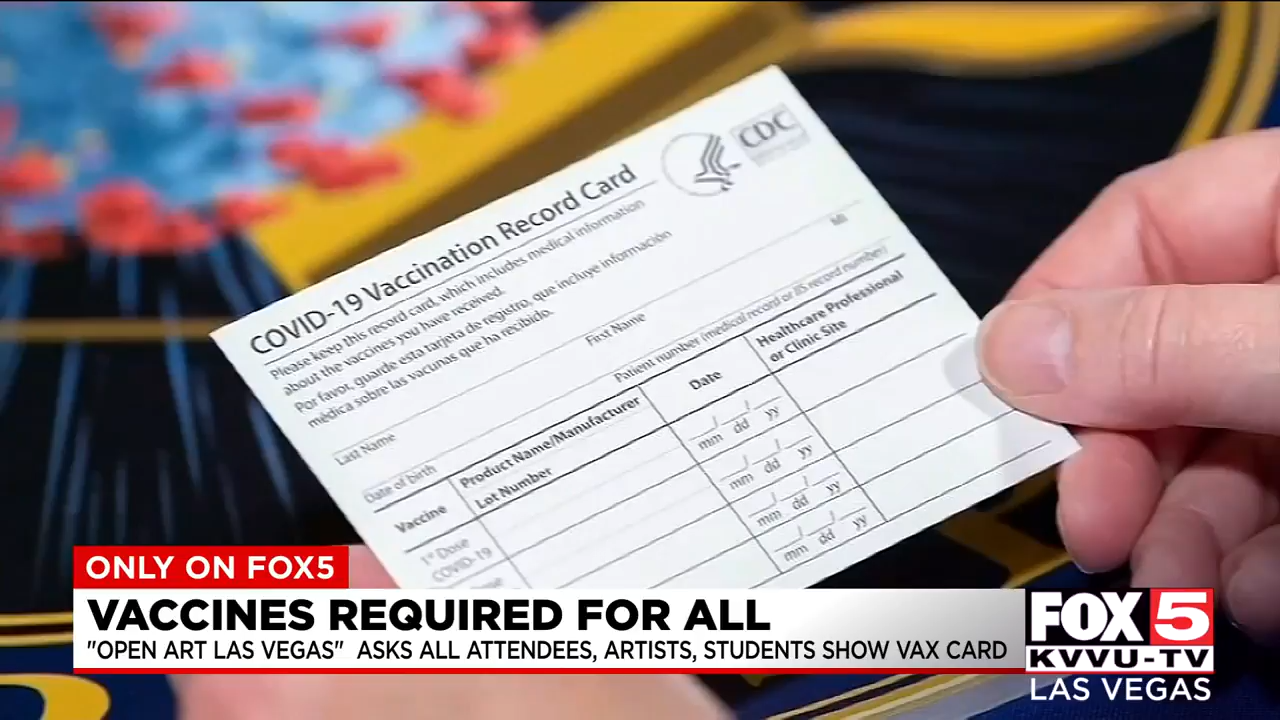 CDC
COVID-19 Vaccination Record Card
Please keep this record card, which includes medical information
about the vaccines you have received.
Por favor, guarde esta tarjeta de registro, que incluye información
médica sobre las vacunas que ha recibido.
Last Name
First Name
MI
Date of birth
Patient number (medical record or IIS record number)
Vaccine
Product Name/Manufacturer
Lot Number
Date
Healthcare Professional
or Clinic Site
1st Dose
COVID-19
mm dd yy
mm dd yy
mm dd yy
mm dd yy
ONLY ON FOX5
VACCINES REQUIRED FOR ALL
"OPEN ART LAS VEGAS" ASKS ALL ATTENDEES, ARTISTS, STUDENTS SHOW VAX CARD
FOX 5
KVVU-TV
LAS VEGAS